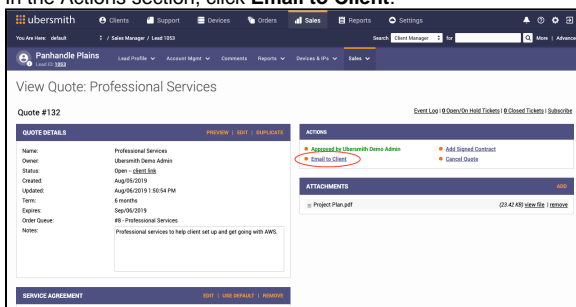 In the Actions section, click Email to Client.
ubersmith Clients Support Devices Orders Sales Reports Settings
You Are Here: default / Sales Manager / Lead 1053 Search Client Manager for More | Advance
Panhandle Plains
Lead ID: 1053
Lead Profile Account Mgmt Comments Reports Devices & IPs Sales
View Quote: Professional Services
Quote #132
Event Log | 0 Open/On Hold Tickets | 0 Closed Tickets | Subscribe
QUOTE DETAILS PREVIEW | EDIT | DUPLICATE
Name: Professional Services
Owner: Ubersmith Demo Admin
Status: Open – client link
Created: Aug/05/2019
Updated: Aug/06/2019 1:50:54 PM
Term: 6 months
Expires: Sep/06/2019
Order Queue: #8 - Professional Services
Notes: Professional services to help client set up and get going with AWS.
SERVICE AGREEMENT EDIT | USE DEFAULT | REMOVE
ACTIONS
Approved by Ubersmith Demo Admin Add Signed Contract
Email to Client Cancel Quote
ATTACHMENTS ADD
Project Plan.pdf (23.42 KB) view file | remove